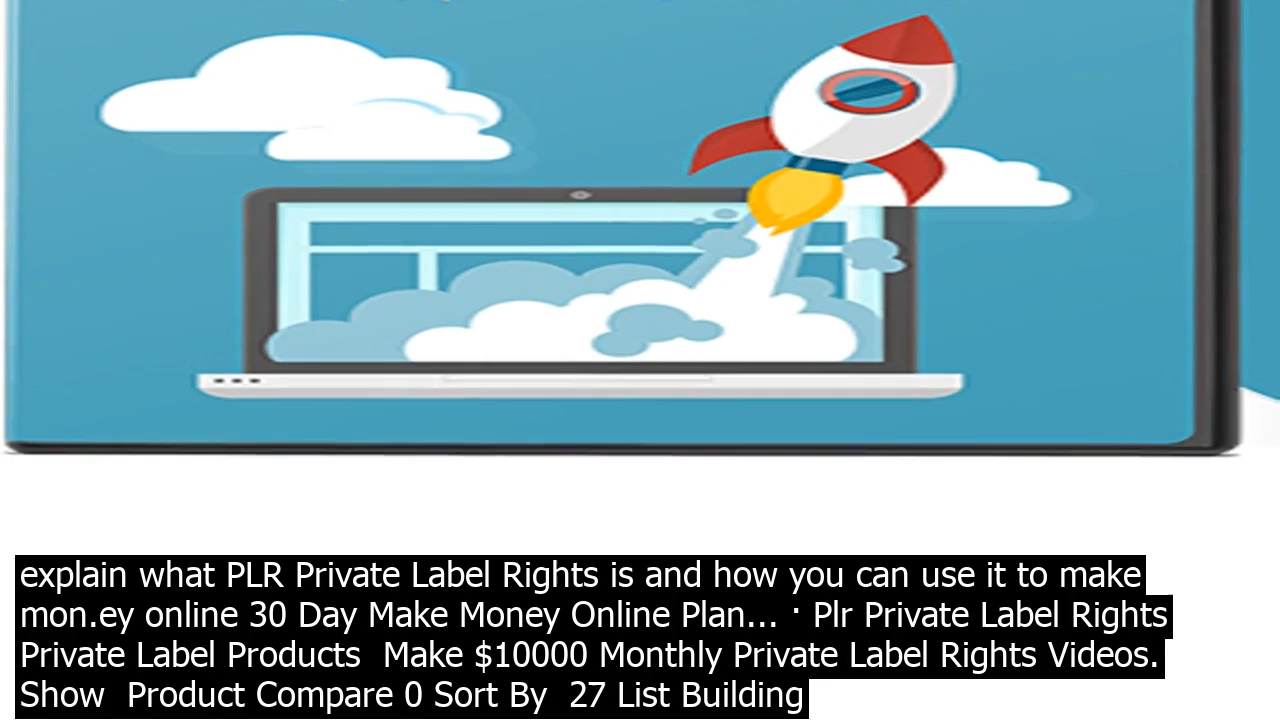 explain what PLR Private Label Rights is and how you can use it to make
mon.ey online 30 Day Make Money Online Plan... · Plr Private Label Rights
Private Label Products  Make $10000 Monthly Private Label Rights Videos.
Show  Product Compare 0 Sort By  27 List Building